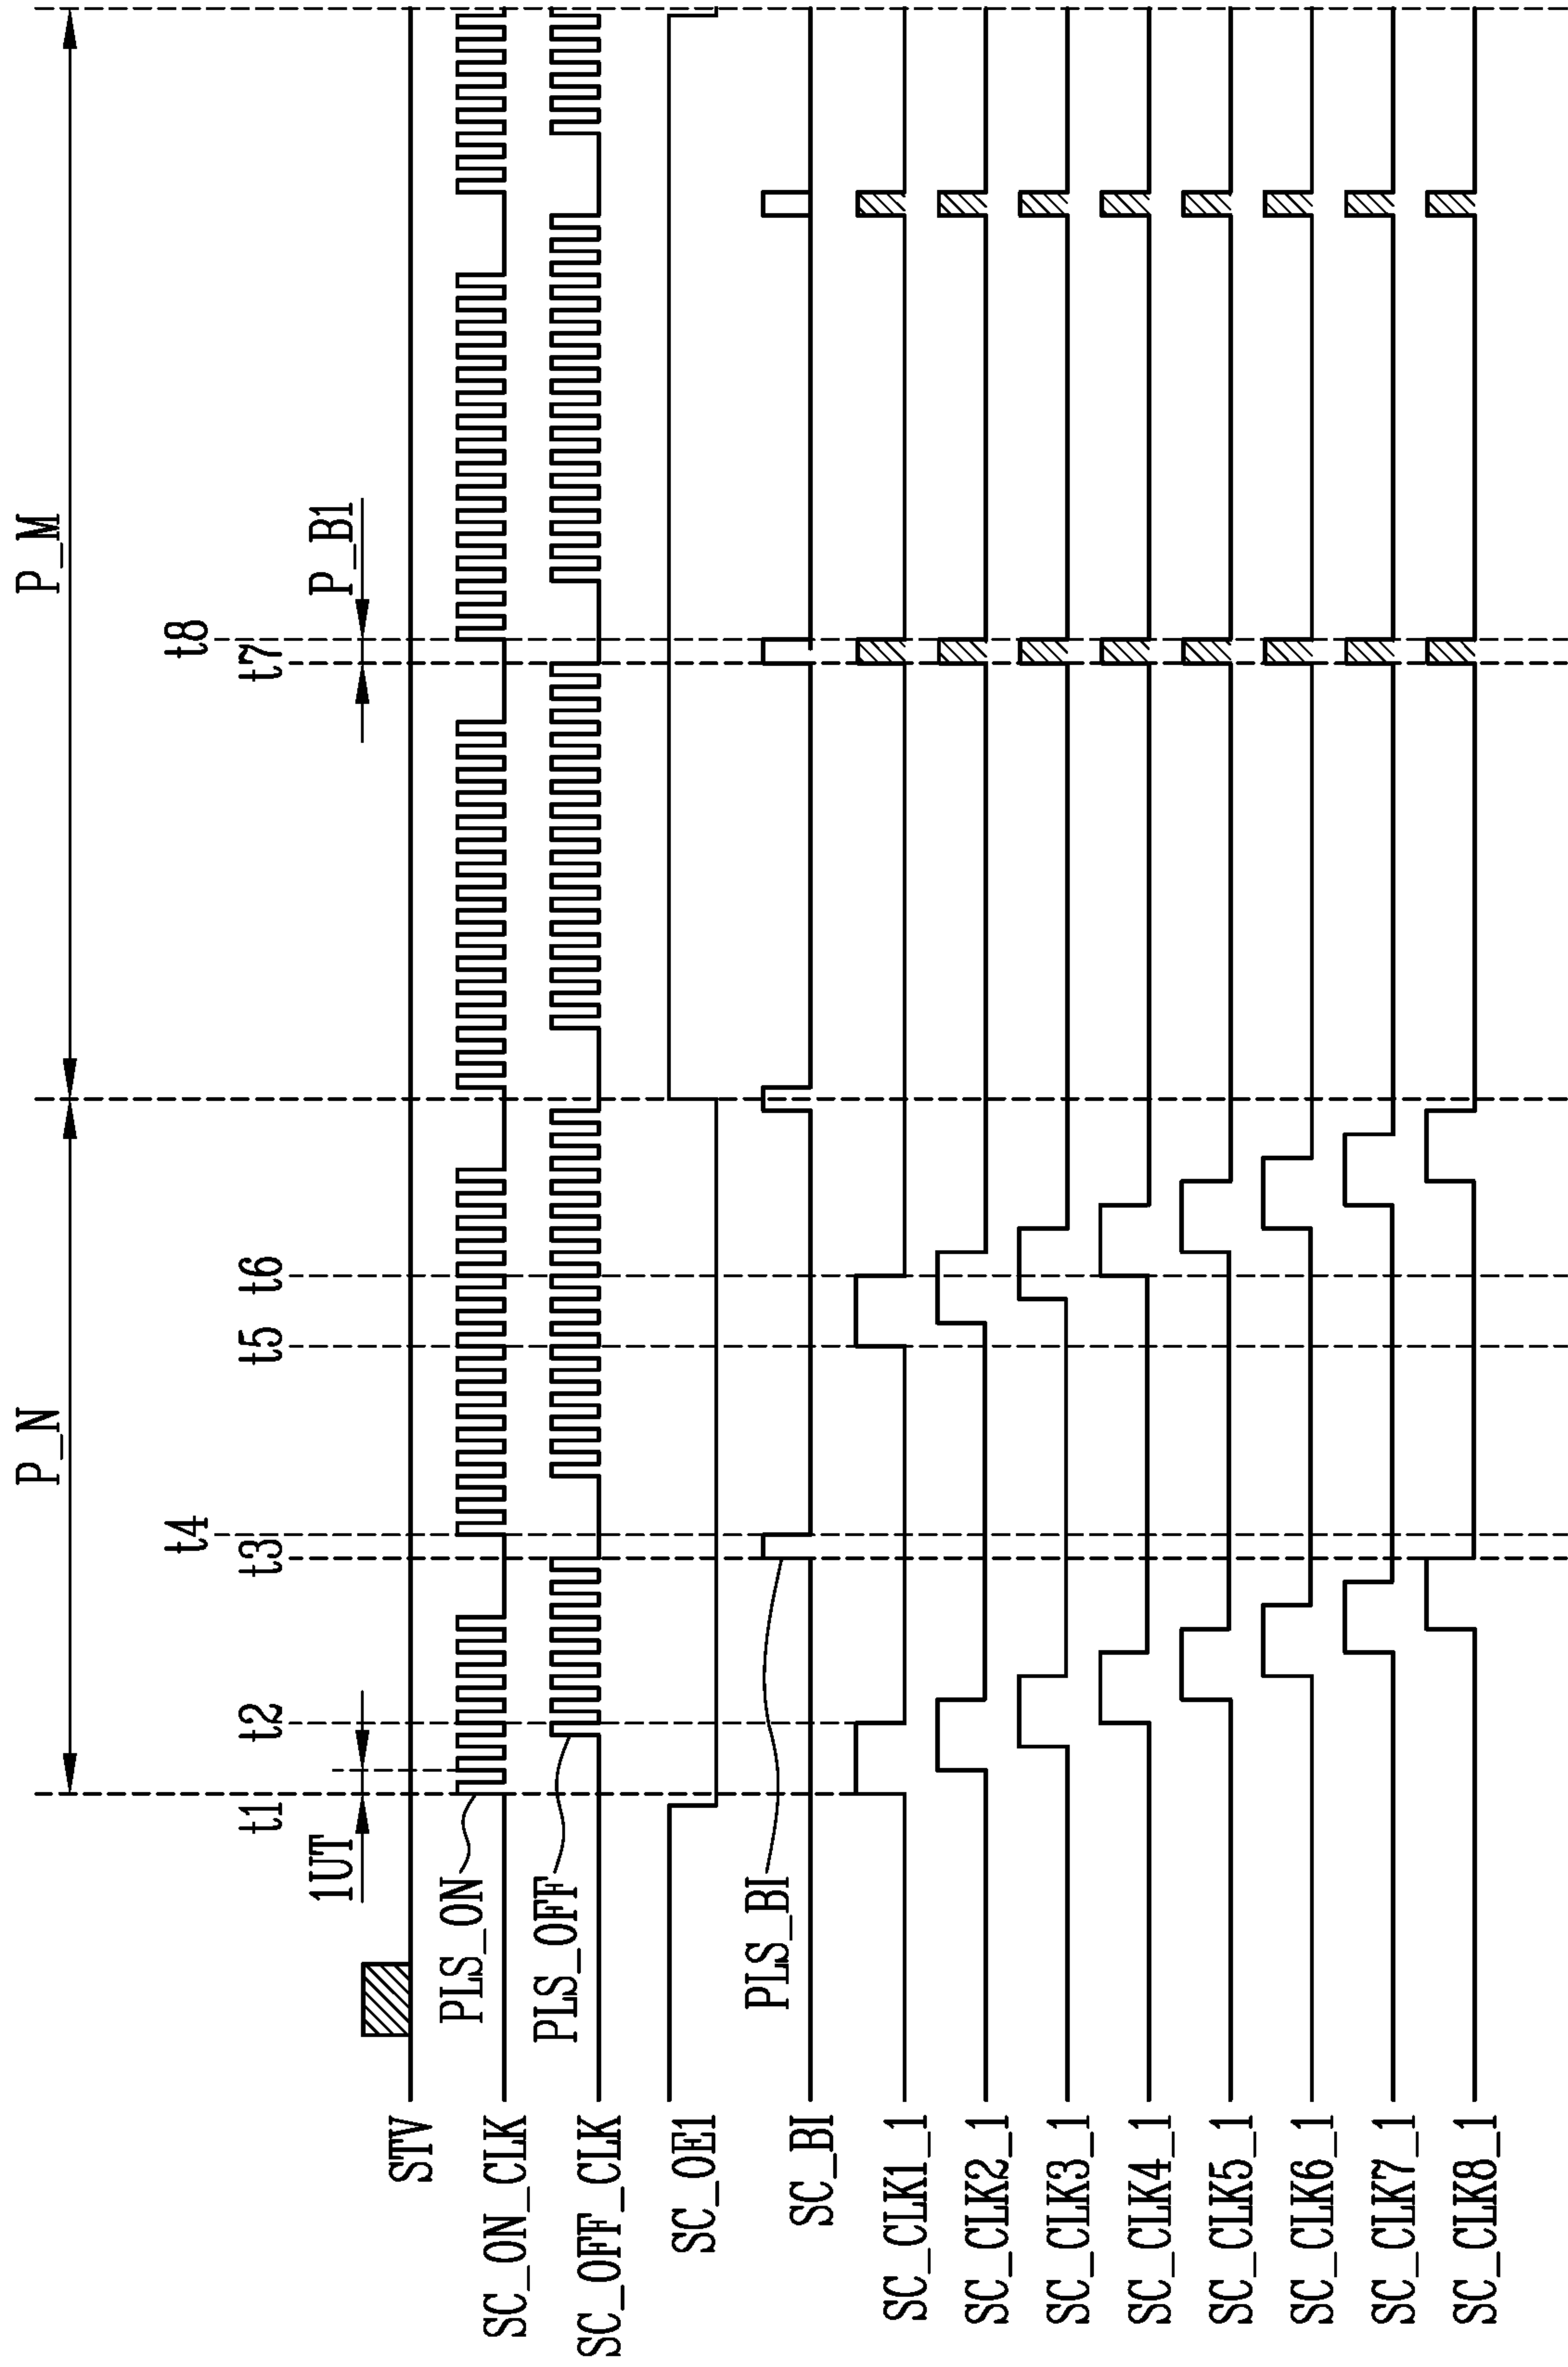 P_N
P_M
t4
t8
t1
t2
t3
t5
t6
t7
1UT
P_B1
STV
PLS_ON
SC_ON_CLK
PLS_OFF
SC_OFF_CLK
SC_OE1
PLS_BI
SC_BI
SC_CLK1_1
SC_CLK2_1
SC_CLK3_1
SC_CLK4_1
SC_CLK5_1
SC_CLK6_1
SC_CLK7_1
SC_CLK8_1